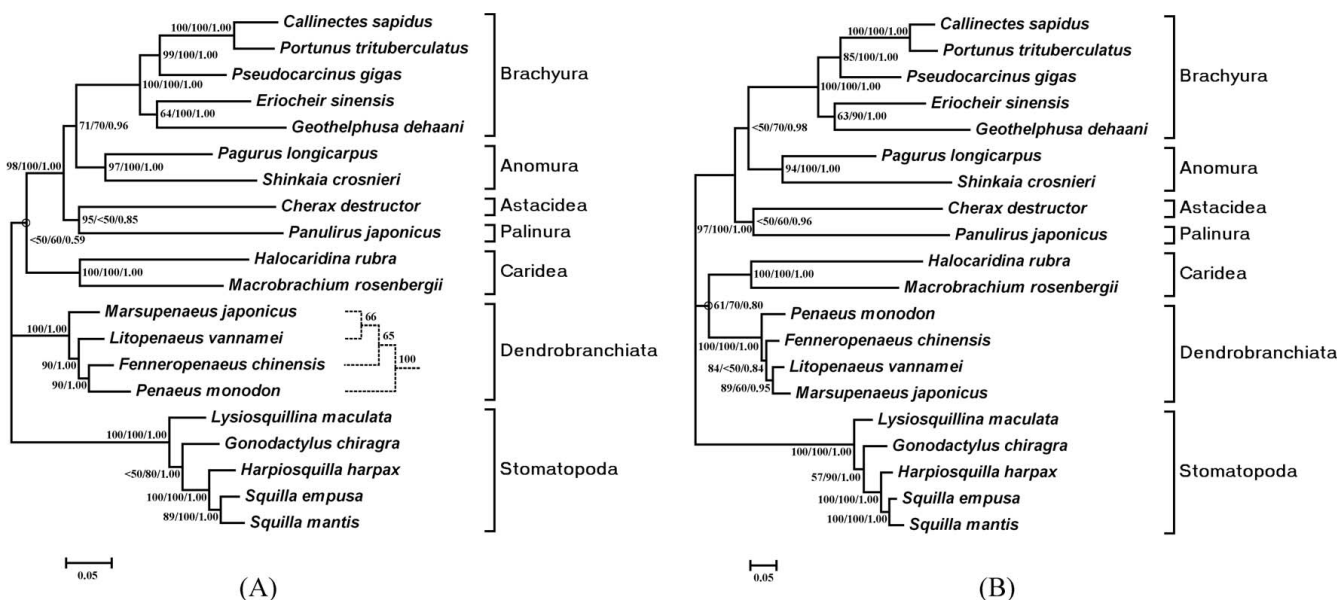 Callinectes sapidus
100/100/1.00
Portunus trituberculatus
99/100/1.00
Pseudocarcinus gigas
100/100/1.00
Brachyura
Eriocheir sinensis
64/100/1.00
Geothelphusa dehaani
71/70/0.96
Pagurus longicarpus
98/100/1.00
97/100/1.00
Anomura
Shinkaia crosnieri
Cherax destructor
Astacidea
95/<50/0.85
Panulirus japonicus
Palinura
<50/60/0.59
Halocaridina rubra
100/100/1.00
Caridea
Macrobrachium rosenbergii
Marsupenaeus japonicus
66
100/1.00
Litopenaeus vannamei
65
Dendrobranchiata
90/1.00
Fenneropenaeus chinensis
100
90/1.00
Penaeus monodon
Lysiosquillina maculata
100/100/1.00
Gonodactylus chiragra
<50/80/1.00
Harpiosquilla harpax
Stomatopoda
100/100/1.00
Squilla empusa
89/100/1.00
Squilla mantis
0.05
(A)
Callinectes sapidus
100/100/1.00
Portunus trituberculatus
85/100/1.00
Pseudocarcinus gigas
100/100/1.00
Brachyura
Eriocheir sinensis
63/90/1.00
Geothelphusa dehaani
<50/70/0.98
Pagurus longicarpus
94/100/1.00
Anomura
Shinkaia crosnieri
Cherax destructor
Astacidea
<50/60/0.96
97/100/1.00
Panulirus japonicus
Palinura
Halocaridina rubra
100/100/1.00
Caridea
Macrobrachium rosenbergii
61/70/0.80
Penaeus monodon
100/100/1.00
Fenneropenaeus chinensis
Dendrobranchiata
84/<50/0.84
Litopenaeus vannamei
89/60/0.95
Marsupenaeus japonicus
Lysiosquillina maculata
100/100/1.00
Gonodactylus chiragra
57/90/1.00
Harpiosquilla harpax
Stomatopoda
100/100/1.00
Squilla empusa
100/100/1.00
Squilla mantis
0.05
(B)